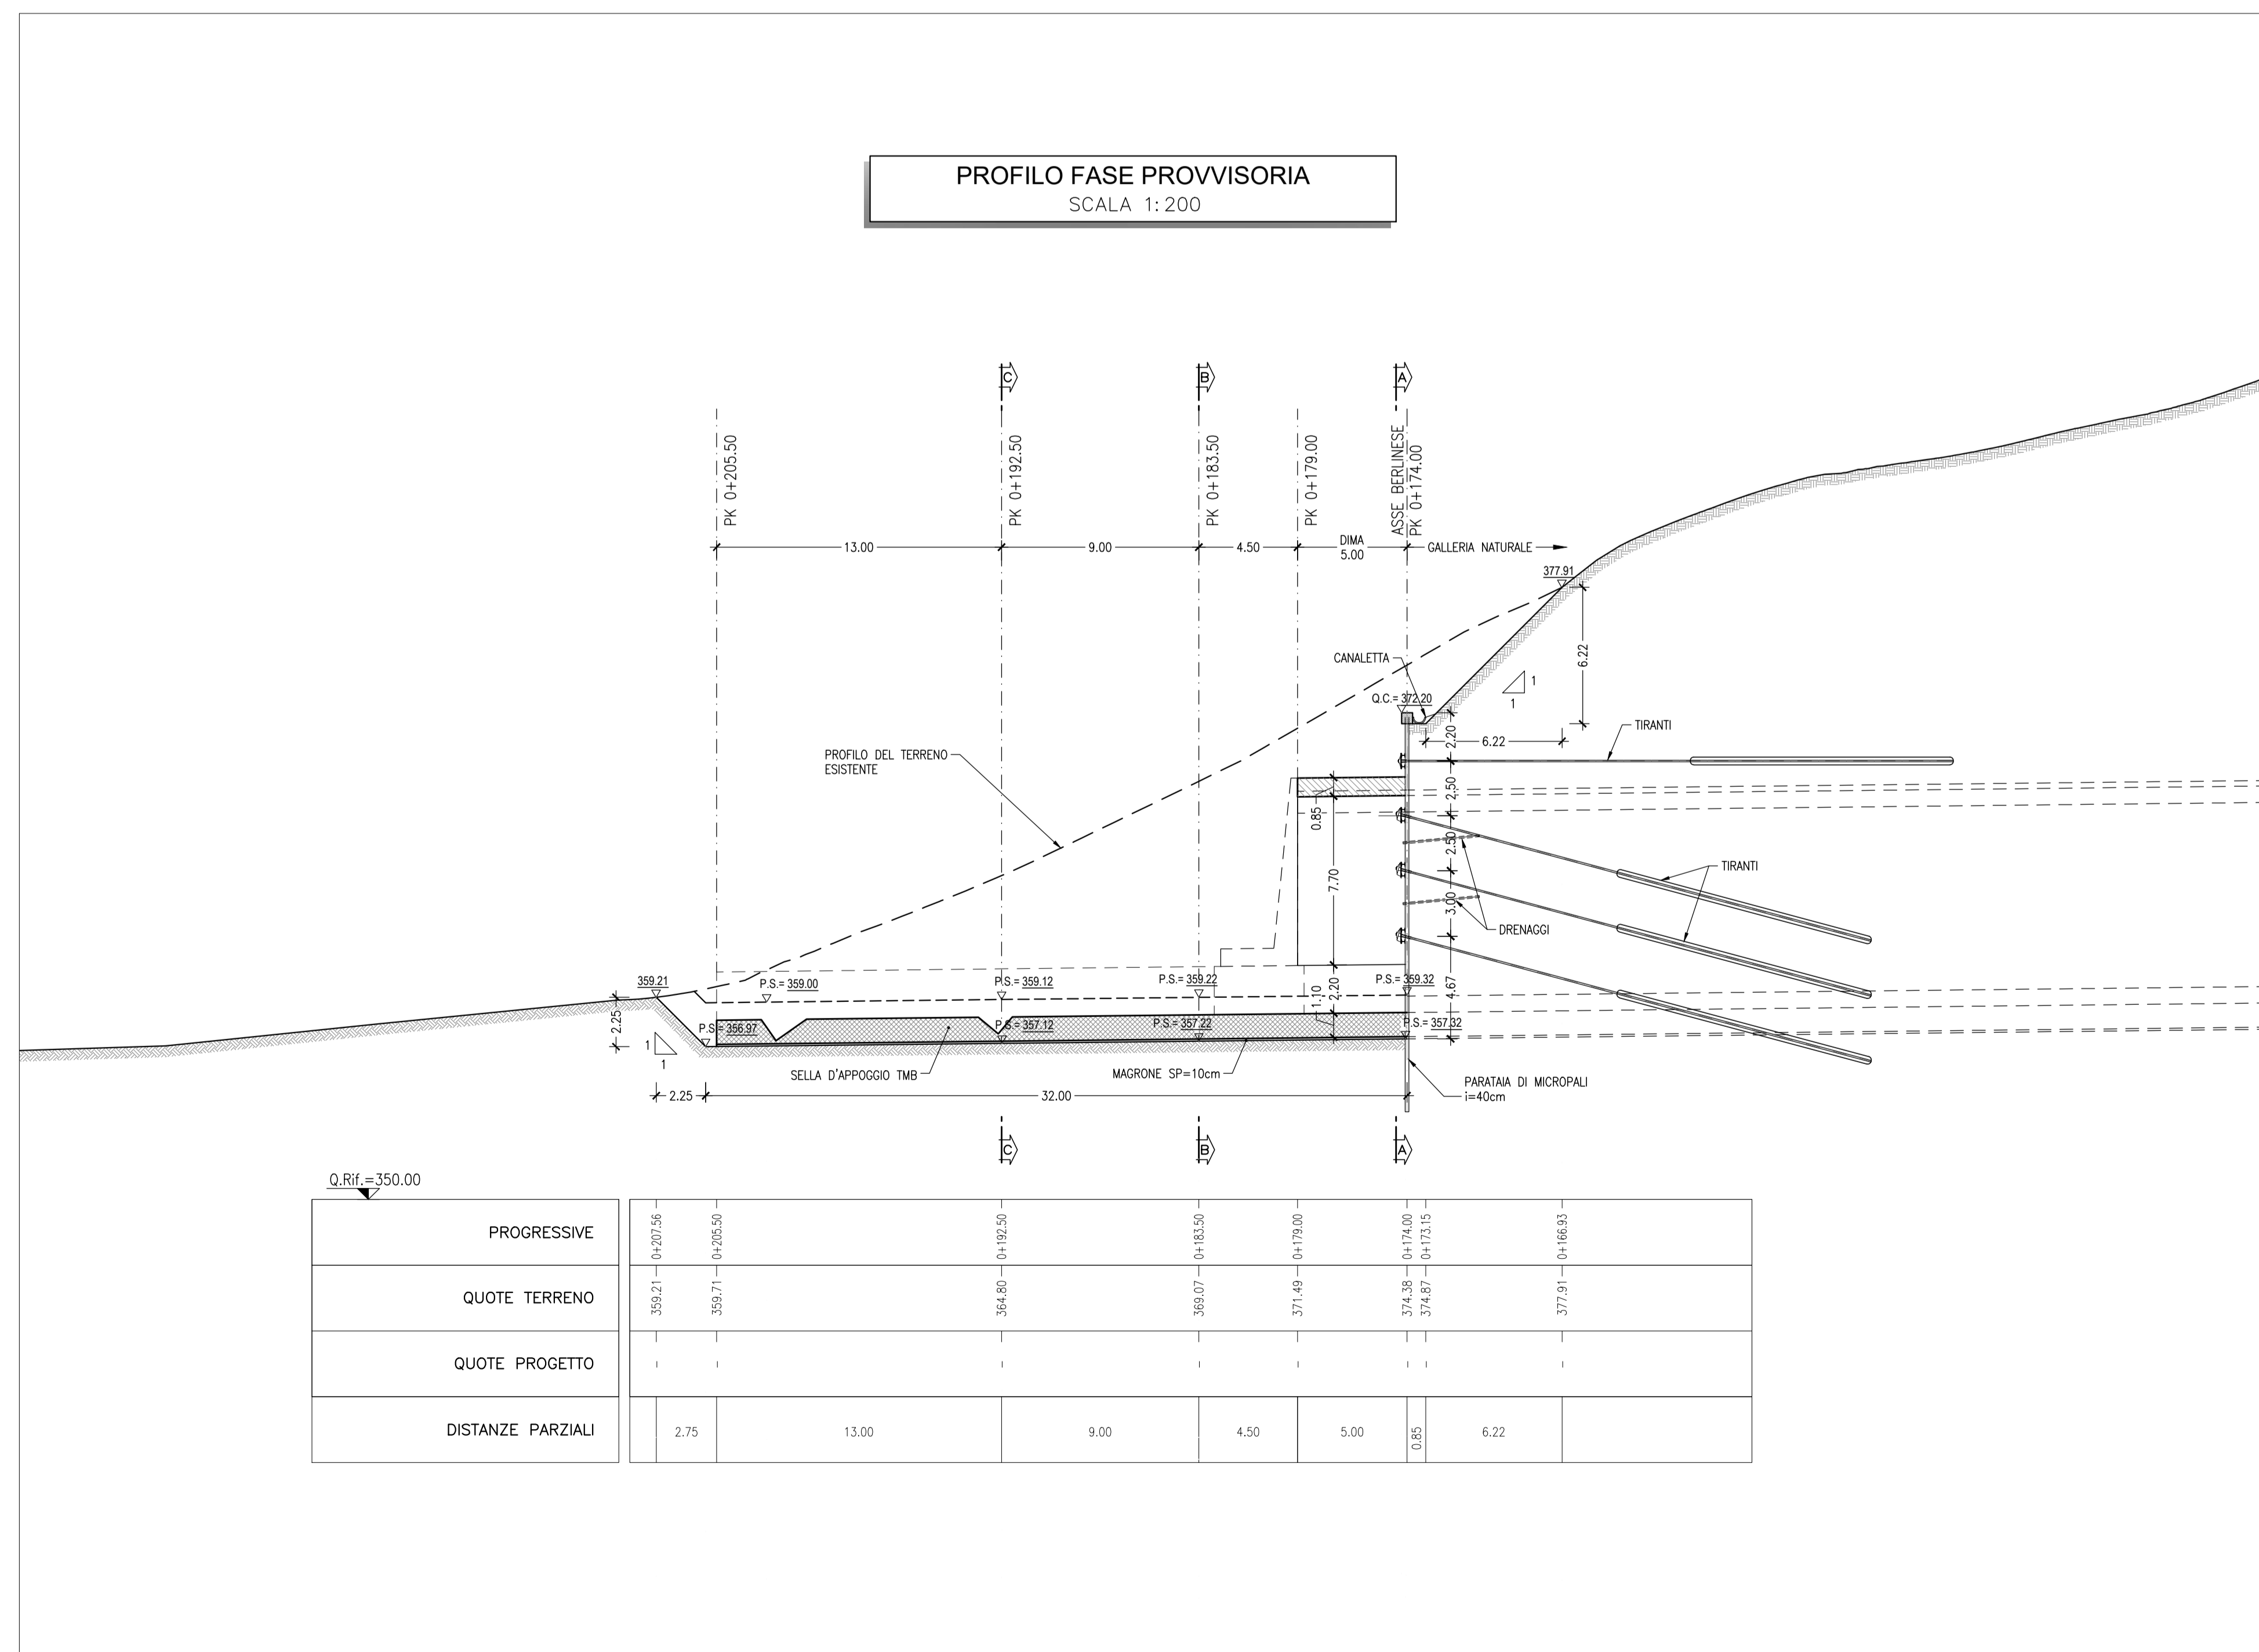 PROFILO FASE PROVVISORIA
SCALA 1:200
C
B
A
PK 0+205.50
PK 0+192.50
PK 0+183.50
PK 0+179.00
ASSE BERLINESE
PK 0+174.00
13.00
9.00
4.50
DIMA
5.00
GALLERIA NATURALE
377.91
6.22
CANALETTA
1
1
Q.C.= 372.20
2.20
6.22
TIRANTI
PROFILO DEL TERRENO
ESISTENTE
2.50
0.85
2.50
7.70
TIRANTI
3.00
DRENAGGI
359.21
P.S.= 359.00
P.S.= 359.12
P.S.= 359.22
P.S.= 359.32
2.25
1.10
2.20
4.67
P.S.= 356.97
P.S.= 357.12
P.S.= 357.22
P.S.= 357.32
1
1
SELLA D'APPOGGIO TMB
MAGRONE SP=10cm
PARATAIA DI MICROPALI
i=40cm
2.25
32.00
C
B
A
Q.Rif.=350.00
PROGRESSIVE
0+207.56
0+205.50
0+192.50
0+183.50
0+179.00
0+174.00
0+173.15
0+166.93
QUOTE TERRENO
359.21
359.71
364.80
369.07
371.49
374.38
374.87
377.91
QUOTE PROGETTO
- - - - - - - -
DISTANZE PARZIALI
2.75
13.00
9.00
4.50
5.00
0.85
6.22